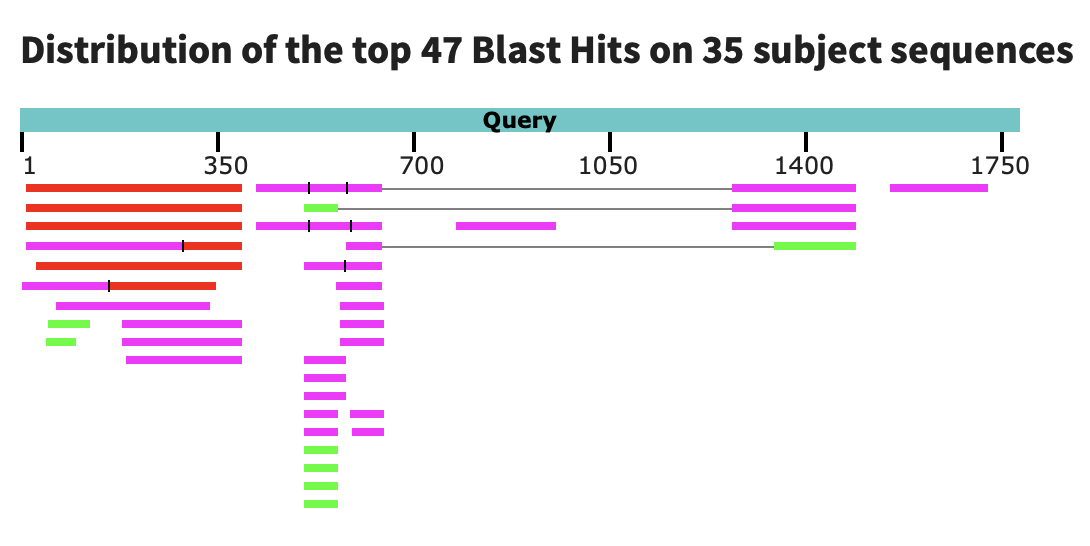 Distribution of the top 47 Blast Hits on 35 subject sequences
Query
1 350 700 1050 1400 1750